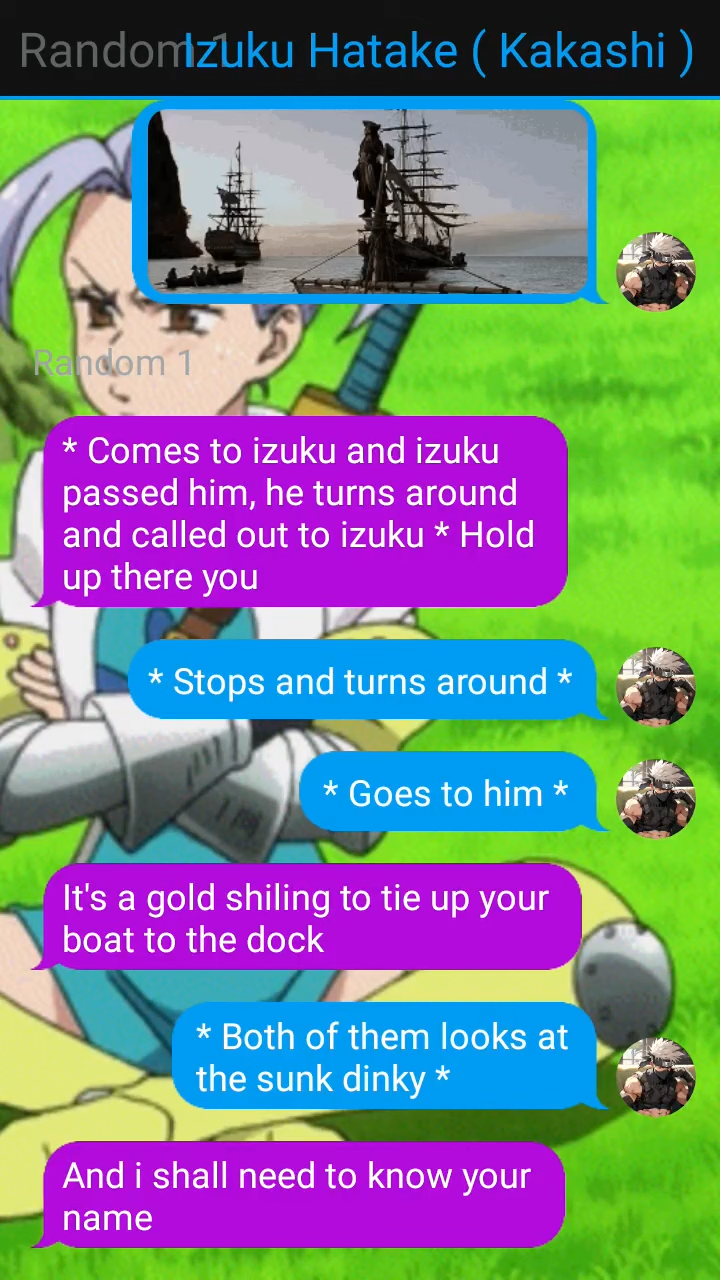 Random 1
Izuku Hatake ( Kakashi )
Random 1
* Comes to izuku and izuku
passed him, he turns around
and called out to izuku * Hold
up there you
* Stops and turns around *
* Goes to him *
It's a gold shiling to tie up your
boat to the dock
* Both of them looks at
the sunk dinky *
And i shall need to know your
name